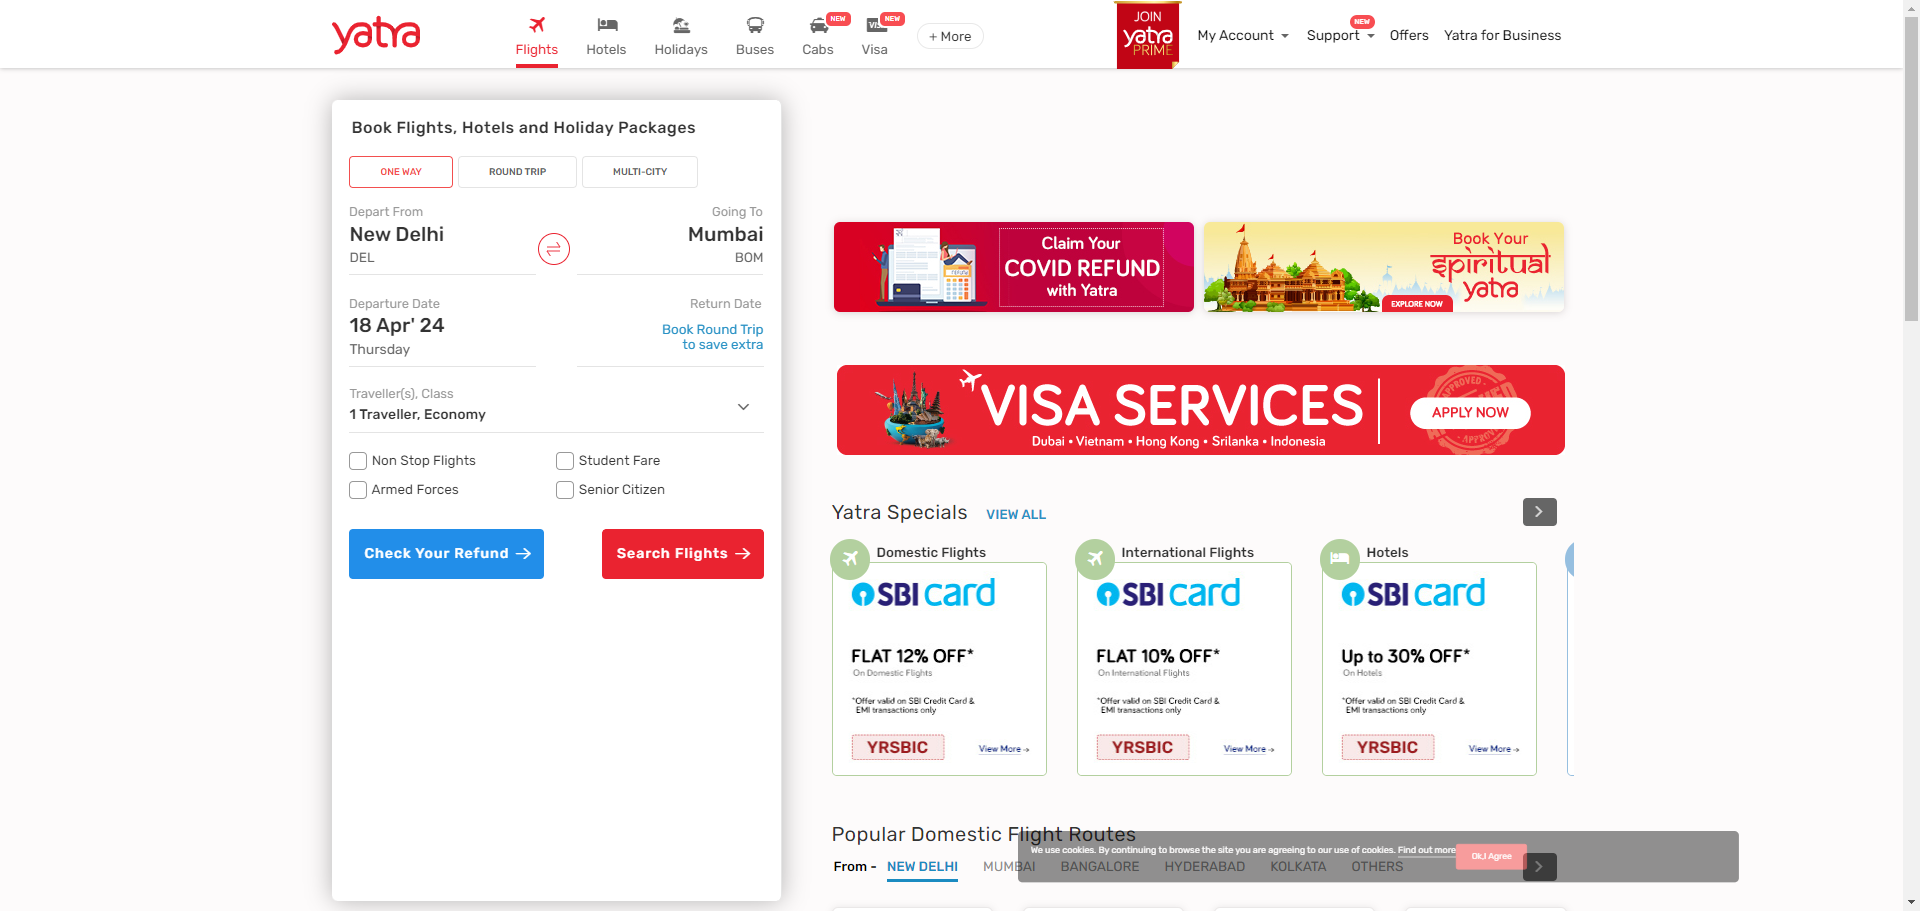 yatra
Flights
Hotels
Holidays
Buses
NEW
Cabs
NEW
VISA
Visa
+ More
JOIN
yatra
PRIME
My Account
NEW
Support
Offers
Yatra for Business
Book Flights, Hotels and Holiday Packages
ONE WAY
ROUND TRIP
MULTI-CITY
Depart From
New Delhi
DEL
Going To
Mumbai
BOM
Departure Date
18 Apr' 24
Thursday
Return Date
Book Round Trip
to save extra
Traveller(s), Class
1 Traveller, Economy
Non Stop Flights
Student Fare
Armed Forces
Senior Citizen
Check Your Refund
Search Flights
Claim Your
COVID REFUND
with Yatra
Book Your
spiritual
yatra
EXPLORE NOW
VISA SERVICES
Dubai • Vietnam • Hong Kong • Srilanka • Indonesia
APPROVED
APPLY NOW
APPROVED
Yatra Specials
VIEW ALL
Domestic Flights
SBI card
FLAT 12% OFF*
On Domestic Flights
*Offer valid on SBI Credit Card &
EMI transactions only
YRSBIC
View More
International Flights
SBI card
FLAT 10% OFF*
On International Flights
*Offer valid on SBI Credit Card &
EMI transactions only
YRSBIC
View More
Hotels
SBI card
Up to 30% OFF*
On Hotels
*Offer valid on SBI Credit Card &
EMI transactions only
YRSBIC
View More
Popular Domestic Flight Routes
From -
NEW DELHI
MUMBAI
BANGALORE
HYDERABAD
KOLKATA
OTHERS
We use cookies. By continuing to browse the site you are agreeing to our use of cookies. Find out more
Ok,I Agree